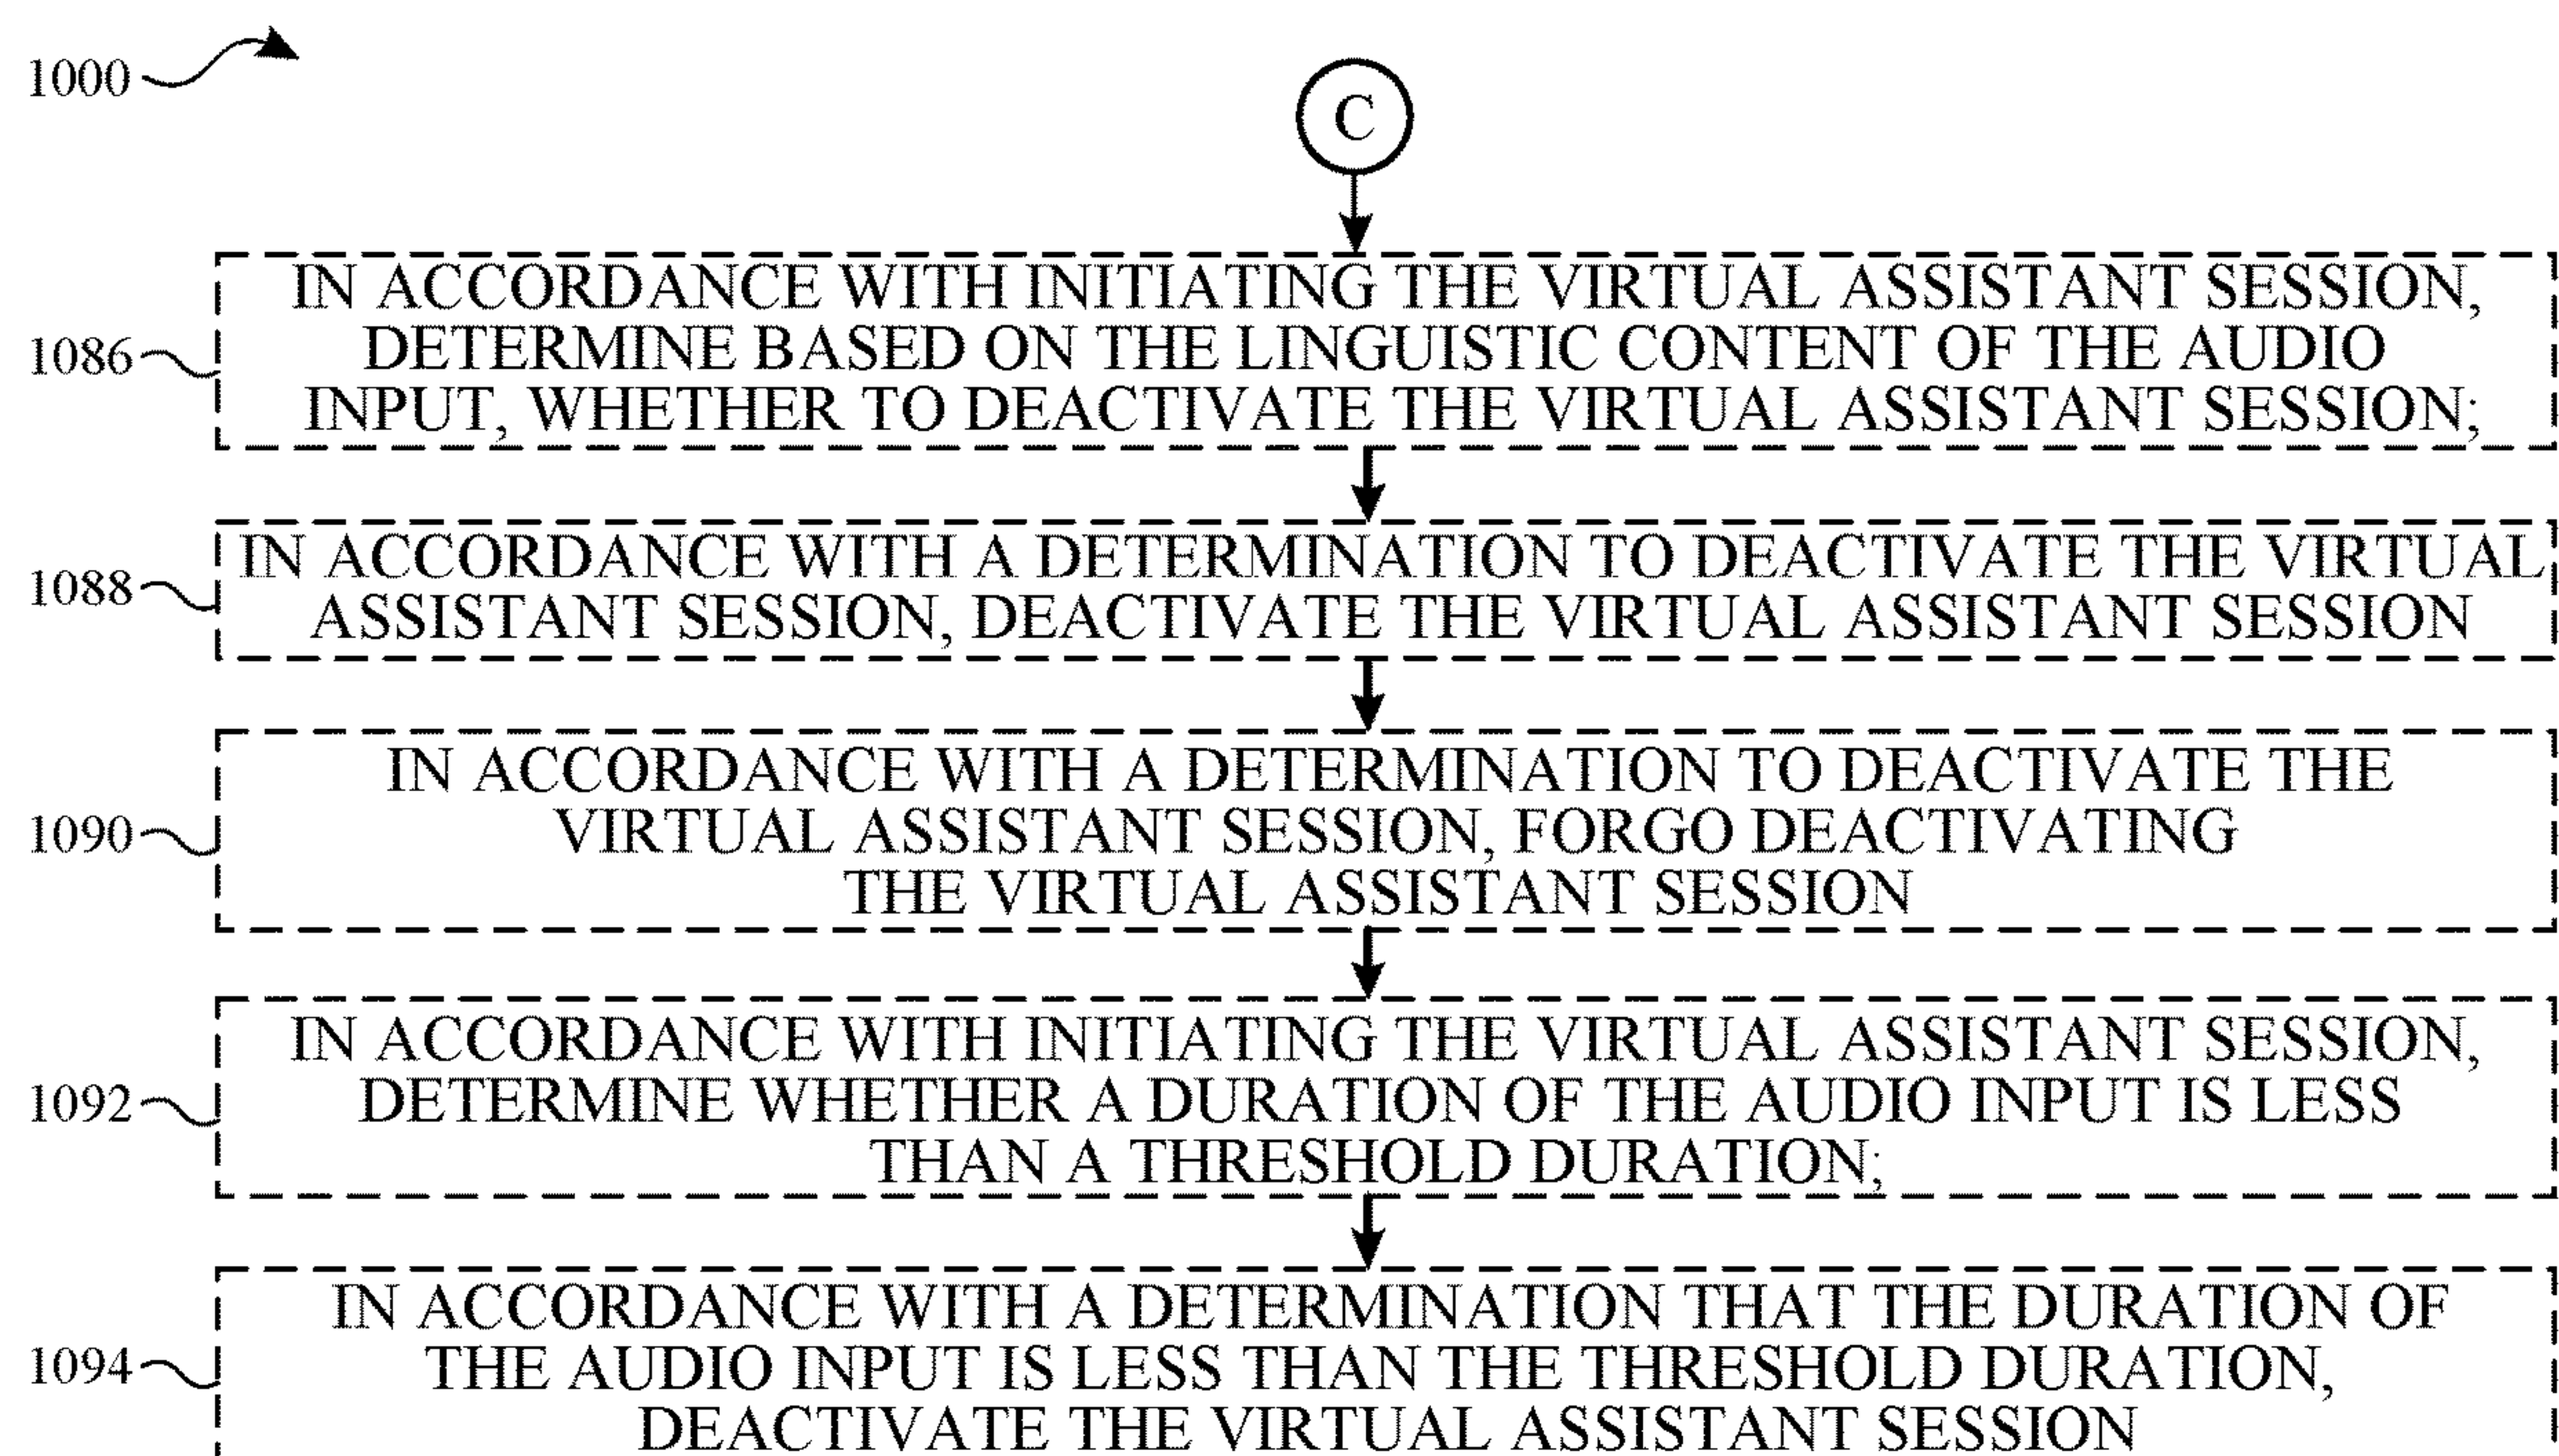 1000
C
1086
IN ACCORDANCE WITH INITIATING THE VIRTUAL ASSISTANT SESSION,
DETERMINE BASED ON THE LINGUISTIC CONTENT OF THE AUDIO
INPUT, WHETHER TO DEACTIVATE THE VIRTUAL ASSISTANT SESSION;
1088
IN ACCORDANCE WITH A DETERMINATION TO DEACTIVATE THE VIRTUAL
ASSISTANT SESSION, DEACTIVATE THE VIRTUAL ASSISTANT SESSION
1090
IN ACCORDANCE WITH A DETERMINATION TO DEACTIVATE THE
VIRTUAL ASSISTANT SESSION, FORGO DEACTIVATING
THE VIRTUAL ASSISTANT SESSION
1092
IN ACCORDANCE WITH INITIATING THE VIRTUAL ASSISTANT SESSION,
DETERMINE WHETHER A DURATION OF THE AUDIO INPUT IS LESS
THAN A THRESHOLD DURATION;
1094
IN ACCORDANCE WITH A DETERMINATION THAT THE DURATION OF
THE AUDIO INPUT IS LESS THAN THE THRESHOLD DURATION,
DEACTIVATE THE VIRTUAL ASSISTANT SESSION